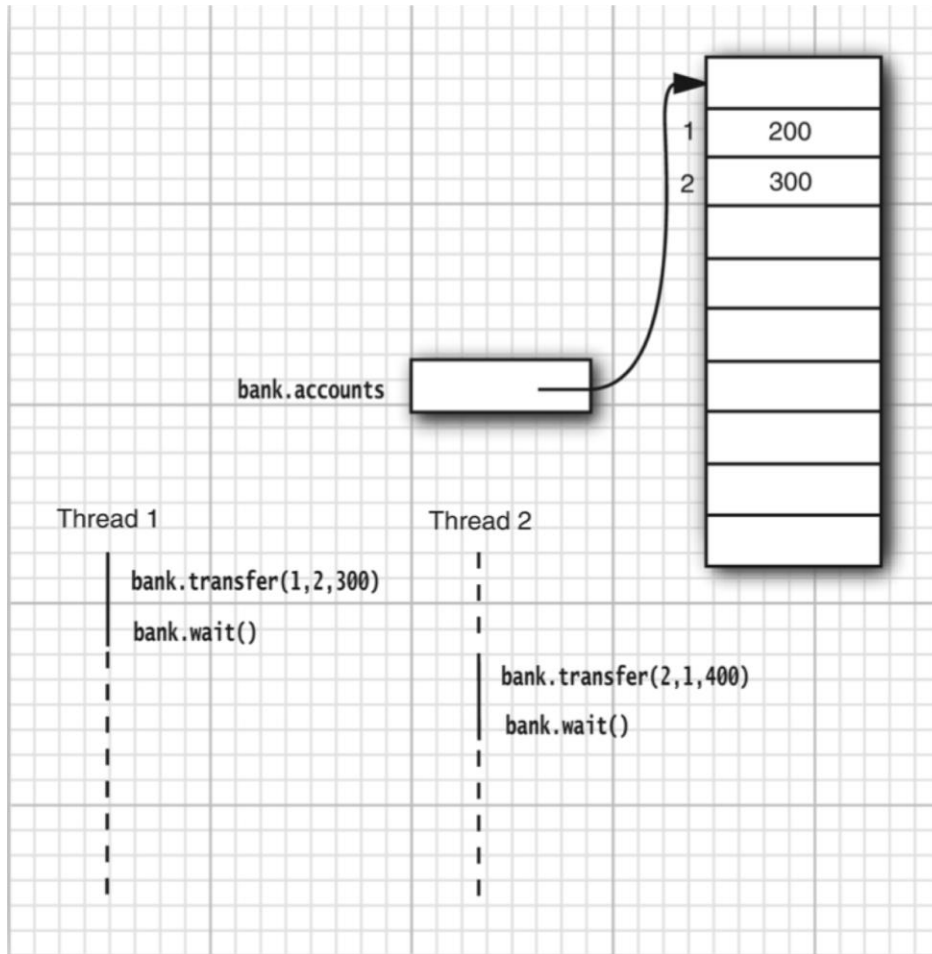 1
200
2
300
bank.accounts
Thread 1
Thread 2
bank.transfer(1,2,300)
bank.wait()
bank.transfer(2,1,400)
bank.wait()